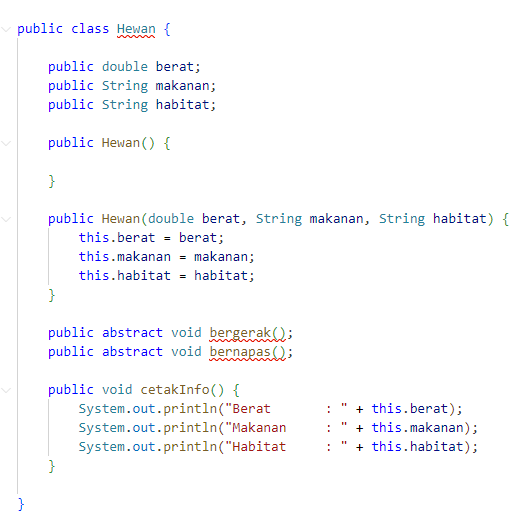 public class Hewan {
public double berat;
public String makanan;
public String habitat;
public Hewan() {
}
public Hewan(double berat, String makanan, String habitat) {
this.berat = berat;
this.makanan = makanan;
this.habitat = habitat;
}
public abstract void bergerak();
public abstract void bernapas();
public void cetakInfo() {
System.out.println("Berat       : " + this.berat);
System.out.println("Makanan     : " + this.makanan);
System.out.println("Habitat     : " + this.habitat);
}
}